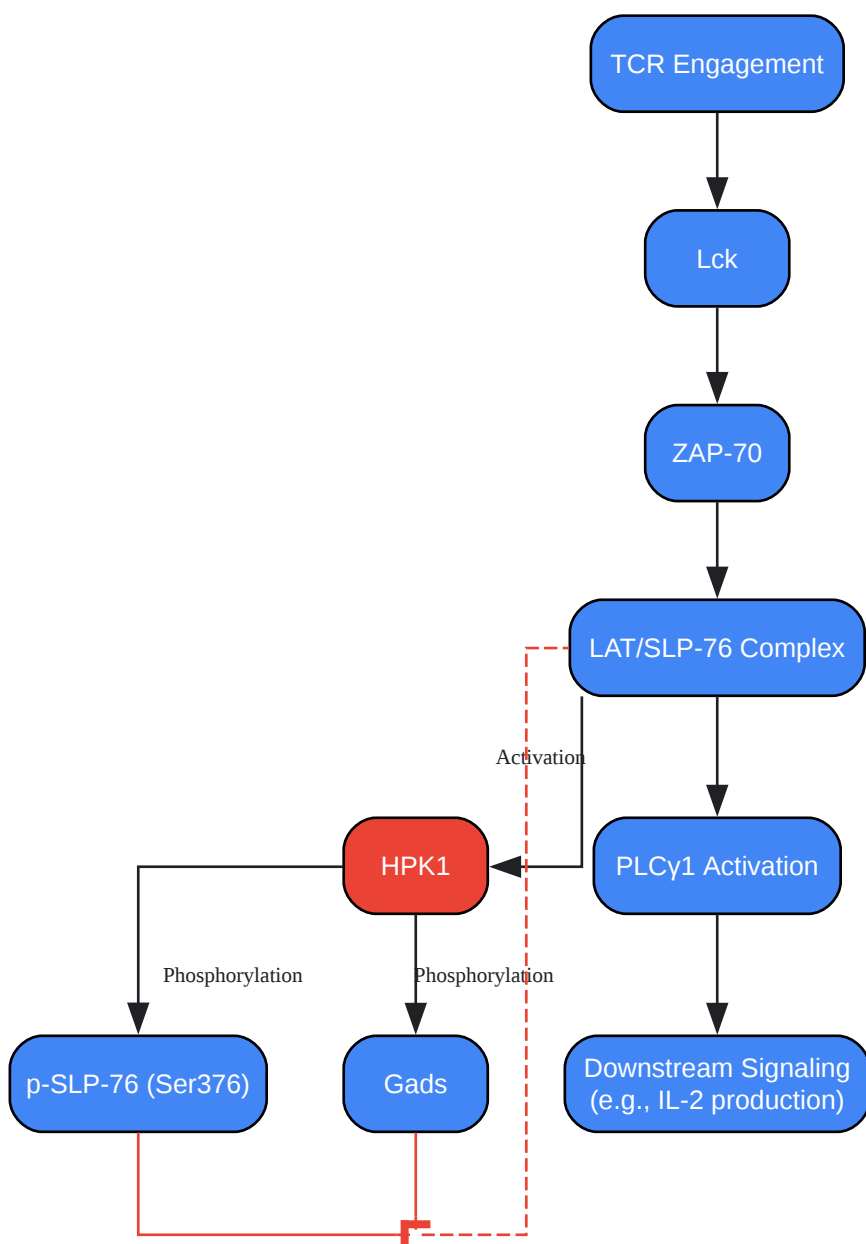 TCR Engagement
Lck
ZAP-70
LAT/SLP-76 Complex
Activation
HPK1
PLCγ1 Activation
Phosphorylation
Phosphorylation
p-SLP-76 (Ser376)
Gads
Downstream Signaling
(e.g., IL-2 production)